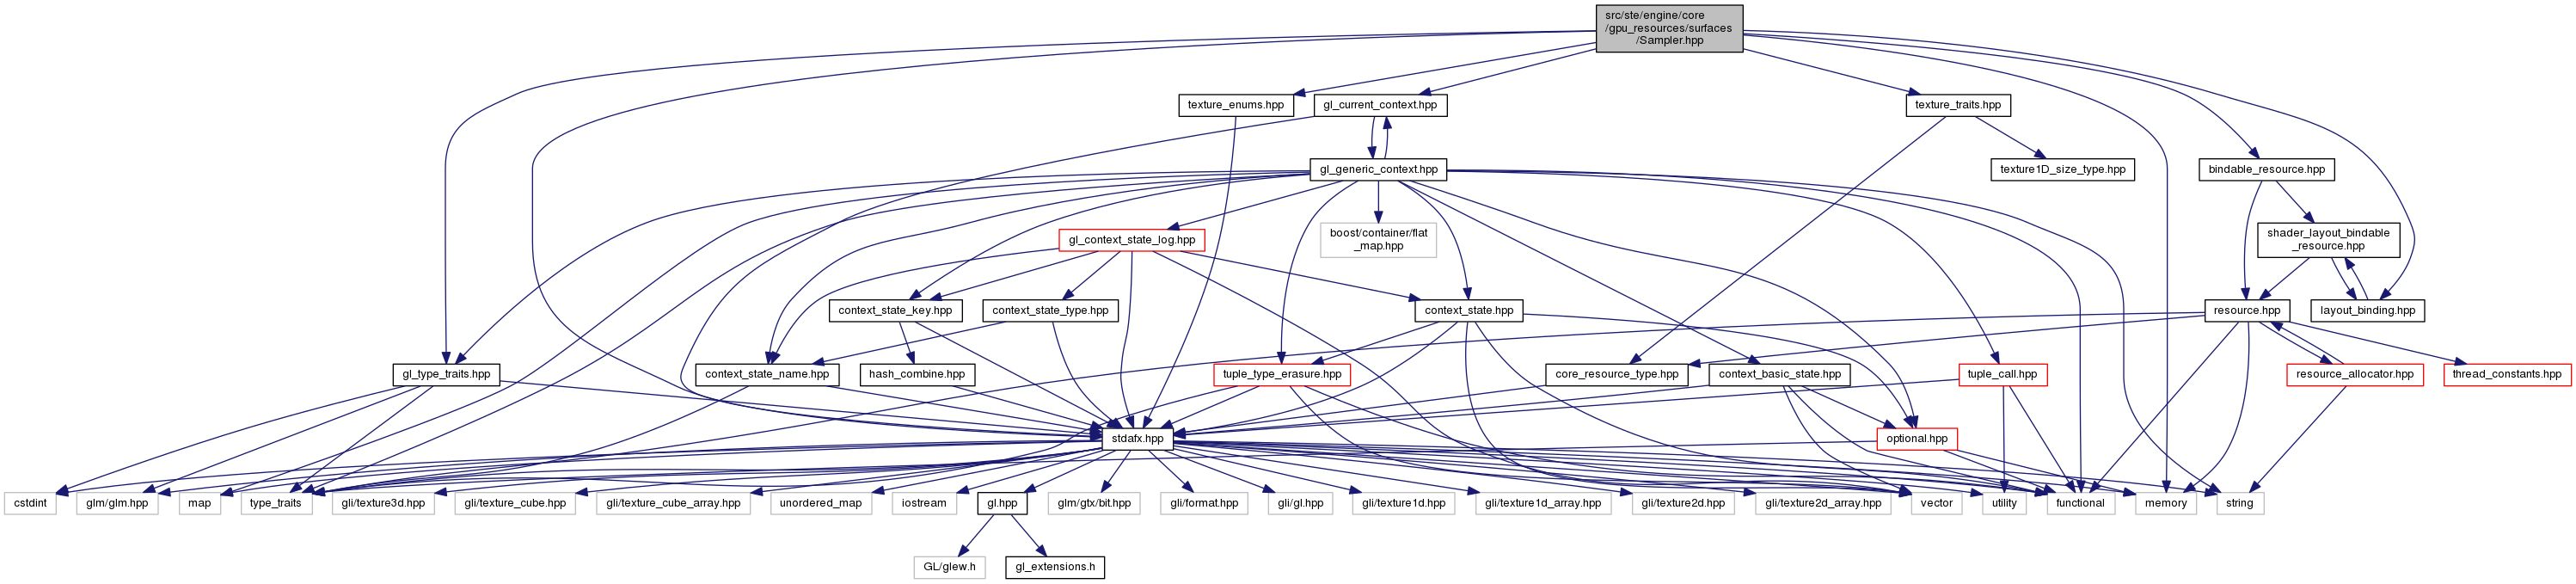 src/ste/engine/core
/gpu_resources/surfaces
/Sampler.hpp
texture_enums.hpp
gl_current_context.hpp
texture_traits.hpp
gl_generic_context.hpp
texture1D_size_type.hpp
bindable_resource.hpp
gl_context_state_log.hpp
boost/container/flat
_map.hpp
shader_layout_bindable
_resource.hpp
context_state_key.hpp
context_state_type.hpp
context_state.hpp
resource.hpp
layout_binding.hpp
gl_type_traits.hpp
context_state_name.hpp
hash_combine.hpp
tuple_type_erasure.hpp
core_resource_type.hpp
context_basic_state.hpp
tuple_call.hpp
resource_allocator.hpp
thread_constants.hpp
stdafx.hpp
optional.hpp
cstdint
glm/glm.hpp
map
type_traits
gli/texture3d.hpp
gli/texture_cube.hpp
gli/texture_cube_array.hpp
unordered_map
iostream
gl.hpp
glm/gtx/bit.hpp
gli/format.hpp
gli/gl.hpp
gli/texture1d.hpp
gli/texture1d_array.hpp
gli/texture2d.hpp
gli/texture2d_array.hpp
vector
utility
functional
memory
string
GL/glew.h
gl_extensions.h